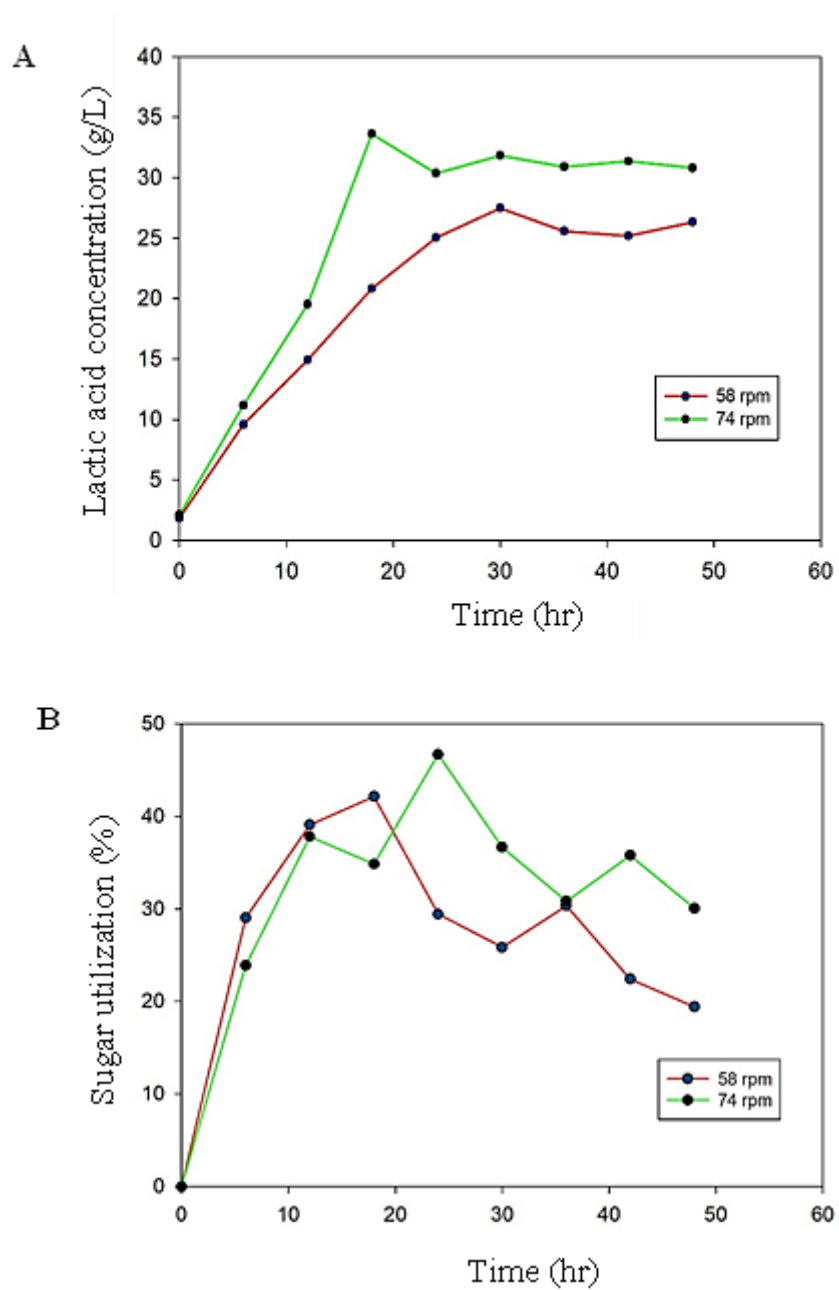 A
Lactic acid concentration (g/L)
40
35
30
25
20
15
10
5
0
58 rpm
74 rpm
0 10 20 30 40 50 60
Time (hr)
B
Sugar utilization (%)
50
40
30
20
10
0
58 rpm
74 rpm
0 10 20 30 40 50 60
Time (hr)